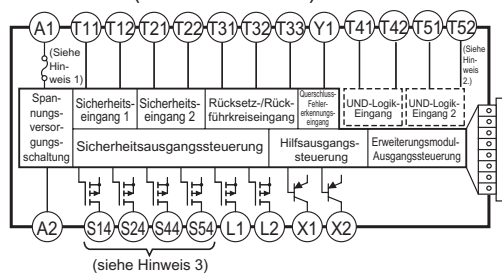 A1 T11 T12 T21 T22 T31 T32 T33 Y1 T41 T42 T51 T52
(Siehe
Hin-
weis 1)
(Siehe
Hin-
weis
2.)
Span-
nungs-
versor-
gungs-
schaltung
Sicherheits-
eingang 1
Sicherheits-
eingang 2
Rücksetz-/Rück-
führkreiseingang
Querschluss-
Fehler-
erkennungs-
eingang
UND-Logik-
Eingang
UND-Logik-
Eingang 2
Sicherheitsausgangssteuerung
Hilfsausgangs-
steuerung
Erweiterungsmodul-
Ausgangssteuerung
A2 S14 S24 S44 S54 L1 L2 X1 X2
(siehe Hinweis 3)